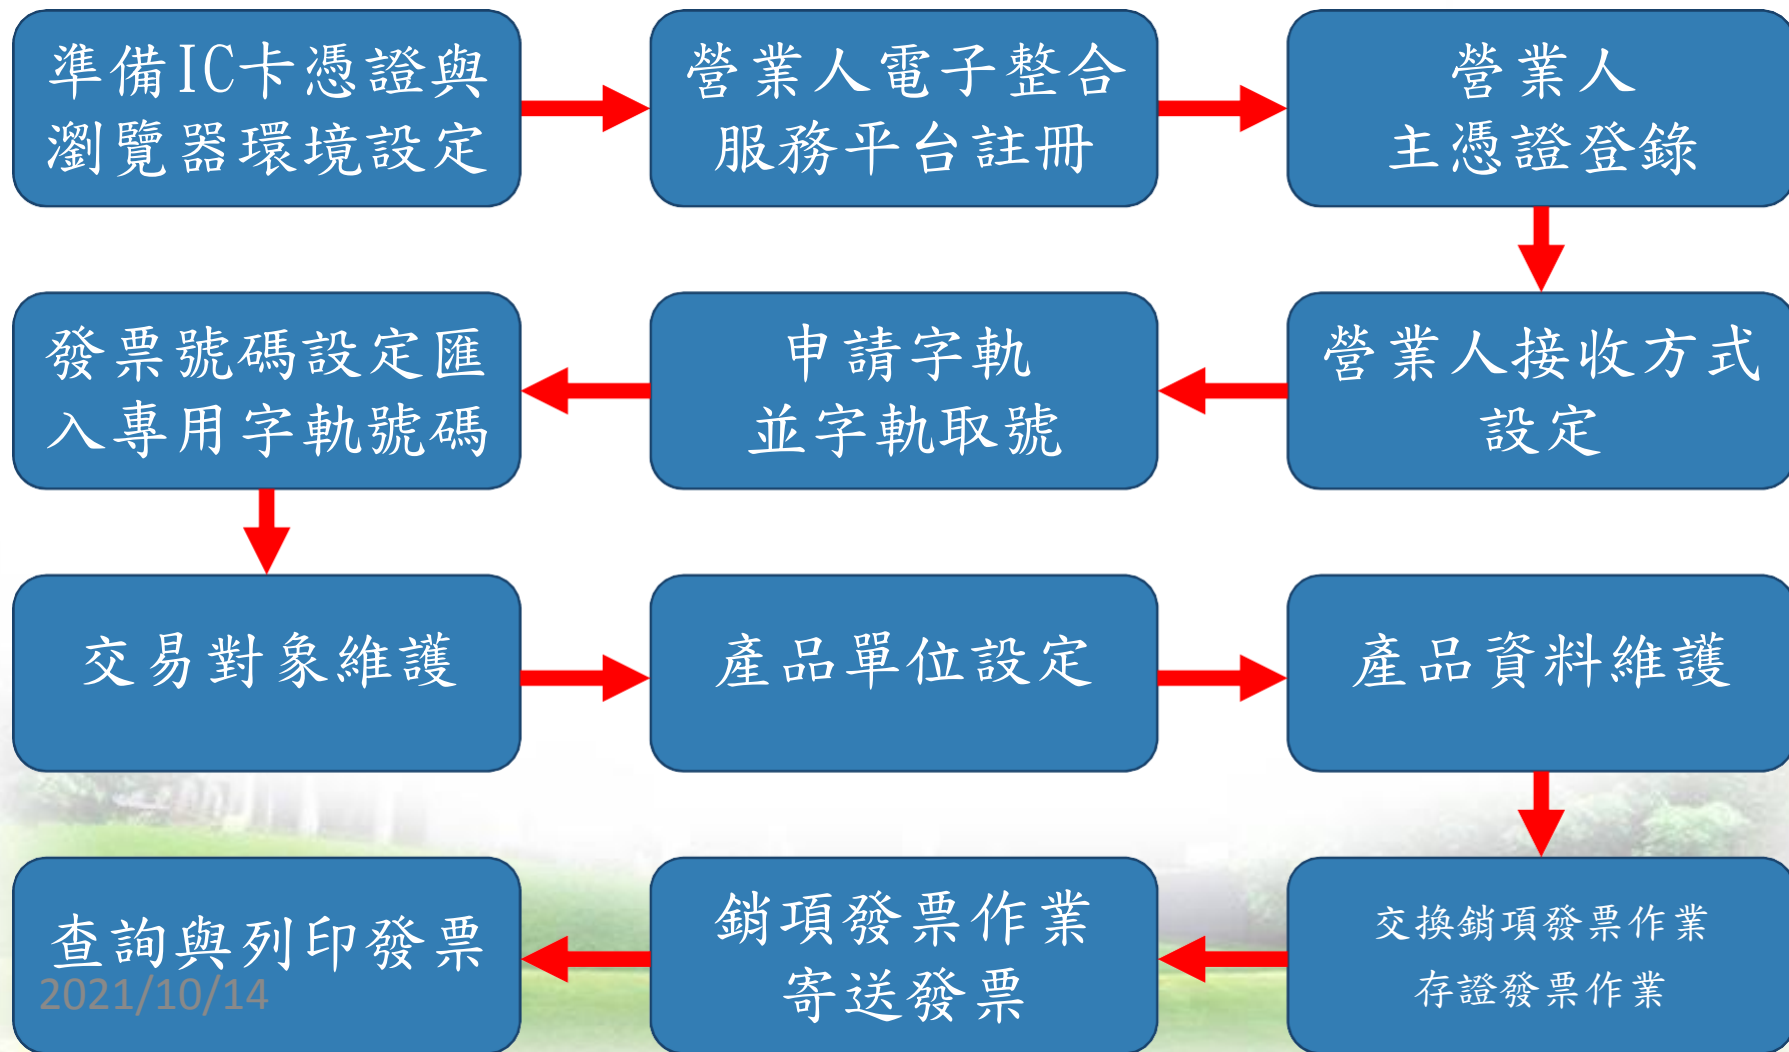 準備IC卡憑證與
瀏覽器環境設定
營業人電子整合
服務平台註冊
營業人
主憑證登錄
營業人接收方式
設定
申請字軌
並字軌取號
發票號碼設定匯
入專用字軌號碼
交易對象維護
產品單位設定
產品資料維護
交換銷項發票作業
存證發票作業
銷項發票作業
寄送發票
查詢與列印發票
2021/10/14